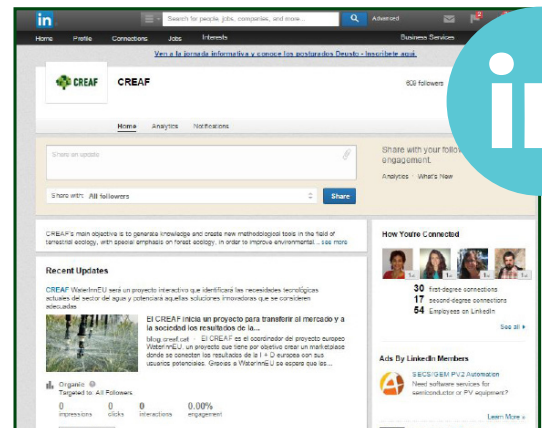 in
Search for people, jobs, companies, and more...
Advanced
Home Profile Connections Jobs Interests
Business Services
Ven a la jornada informativa y conoce los postgrados Deusto - Inscríbete aquí.
CREAF
CREAF
followers
Home Analytics Notifications
Share an update
Share with: All followers
Share
Share with your follow
engagement.
Analytics What's New
CREAF's main objective is to generate knowledge and create new methodological tools in the field of
terrestrial ecology, with special emphasis on forest ecology, in order to improve environmental... see more
Recent Updates
CREAF WaterInnEU será un proyecto interactivo que identificará las necesidades tecnológicas
actuales del sector del agua y potenciará aquellas soluciones innovadoras que se consideren
adecuadas
El CREAF inicia un proyecto para transferir al mercado y a
la sociedad los resultados de la...
blog.creaf.cat · El CREAF es el coordinador del proyecto europeo
WaterInnEU, un proyecto que tiene por objetivo crear un marketplace
donde se conecten los resultados de la I + D europea con sus
usuarios potenciales. Gracias a WaterInnEU se espera que los...
Organic
Targeted to: All Followers
0 0 0 0.00%
impressions clicks interactions engagement
How You're Connected
30 first-degree connections
17 second-degree connections
54 Employees on LinkedIn
See all
Ads By LinkedIn Members
SECS/GEM PV2 Automation
Need software services for
semiconductor or PV equipment?
Learn More
in